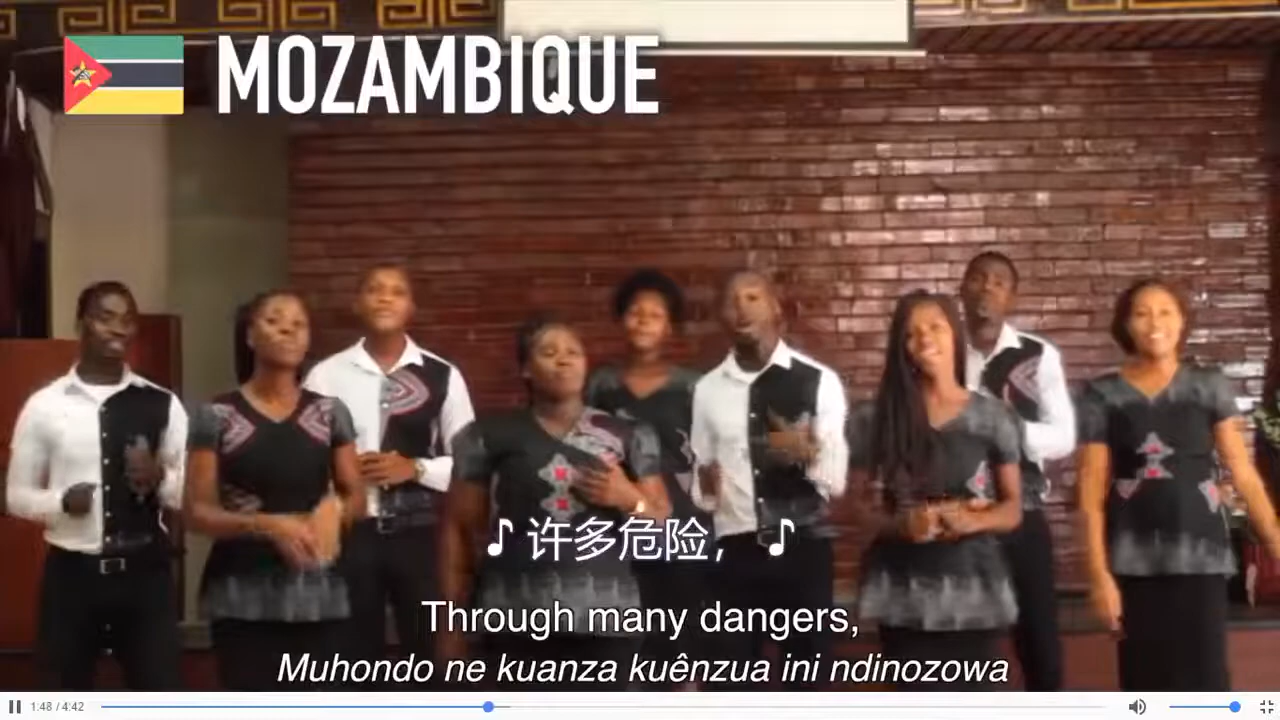 MOZAMBIQUE
♪ 许多危险， ♪
Through many dangers,
Muhondo ne kuanza kuênzua ini ndinozowa
1:48 / 4:42